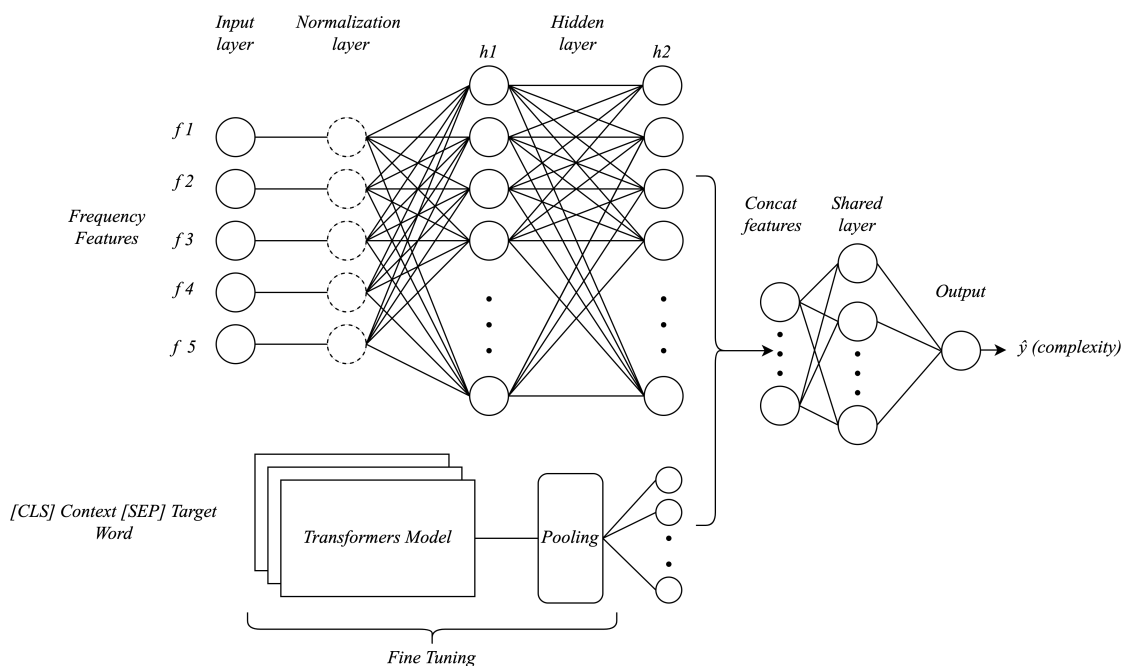 Input
layer
Normalization
layer
Hidden
layer
h1
h2
f 1
f 2
f 3
f 4
f 5
Frequency
Features
Concat
features
Shared
layer
Output
ŷ (complexity)
[CLS] Context [SEP] Target
Word
Transformers Model
Pooling
Fine Tuning